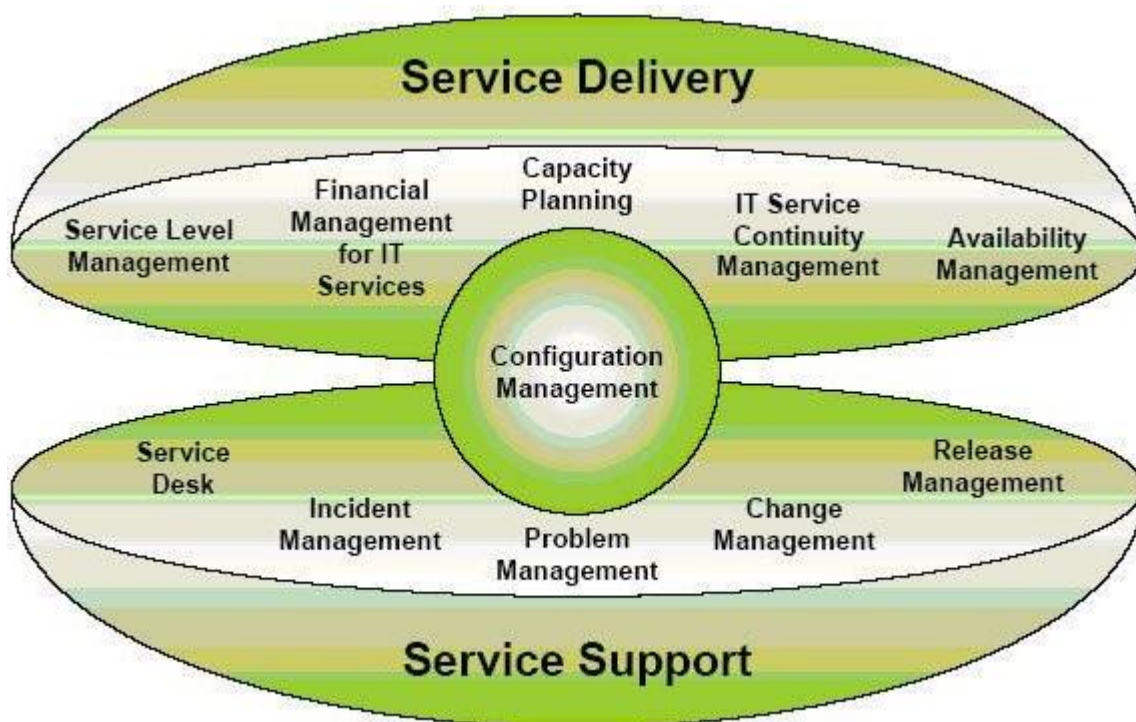 Service Delivery
Service Level
Management
Financial
Management
for IT
Services
Capacity
Planning
IT Service
Continuity
Management
Availability
Management
Configuration
Management
Service
Desk
Incident
Management
Problem
Management
Change
Management
Release
Management
Service Support